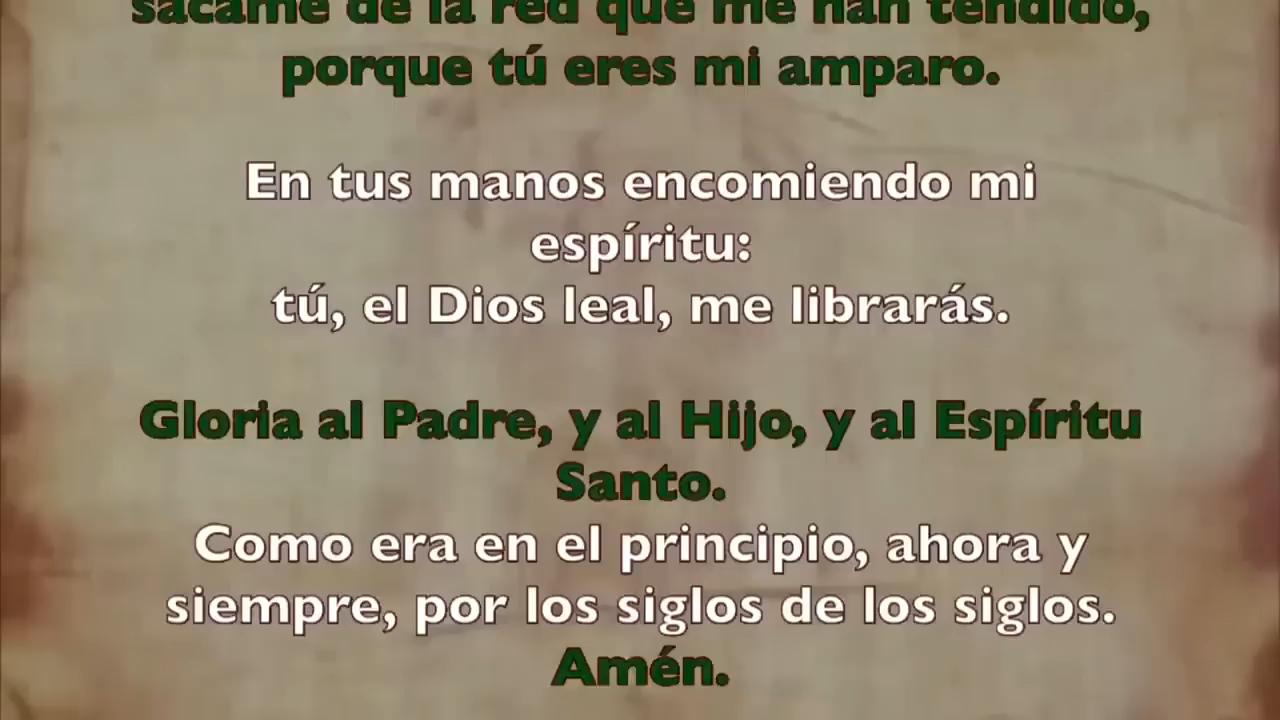 sácame de la red que me han tendido,
porque tú eres mi amparo.
En tus manos encomiendo mi
espíritu:
tú, el Dios leal, me librarás.
Gloria al Padre, y al Hijo, y al Espíritu
Santo.
Como era en el principio, ahora y
siempre, por los siglos de los siglos.
Amén.